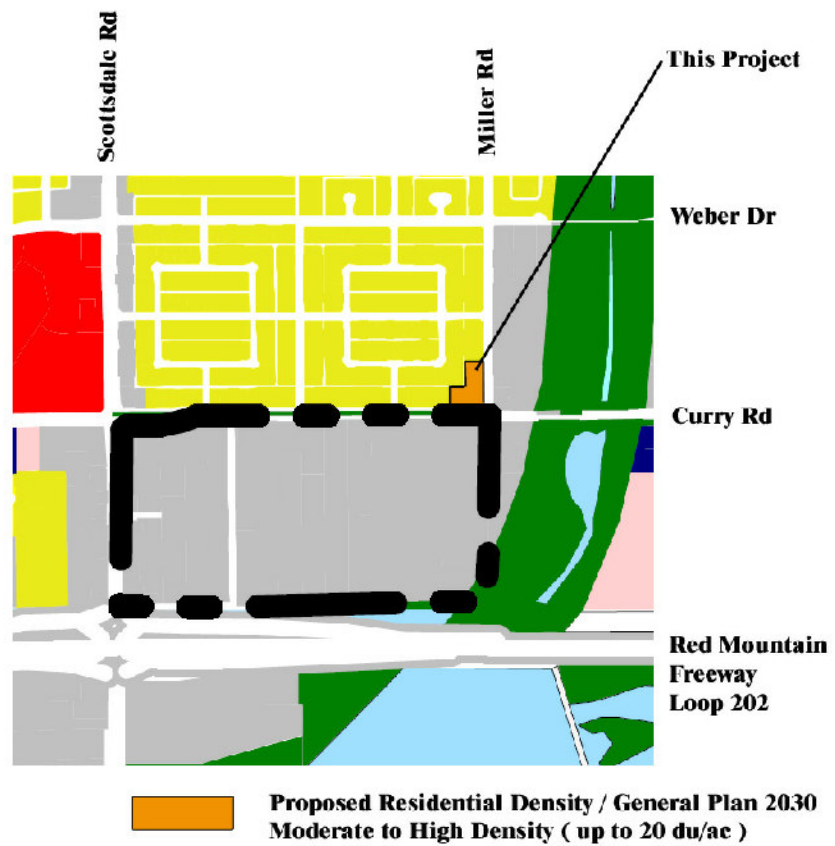 Scottsdale Rd
Miller Rd
This Project
Weber Dr
Curry Rd
Red Mountain
Freeway
Loop 202
Proposed Residential Density / General Plan 2030
Moderate to High Density ( up to 20 du/ac )